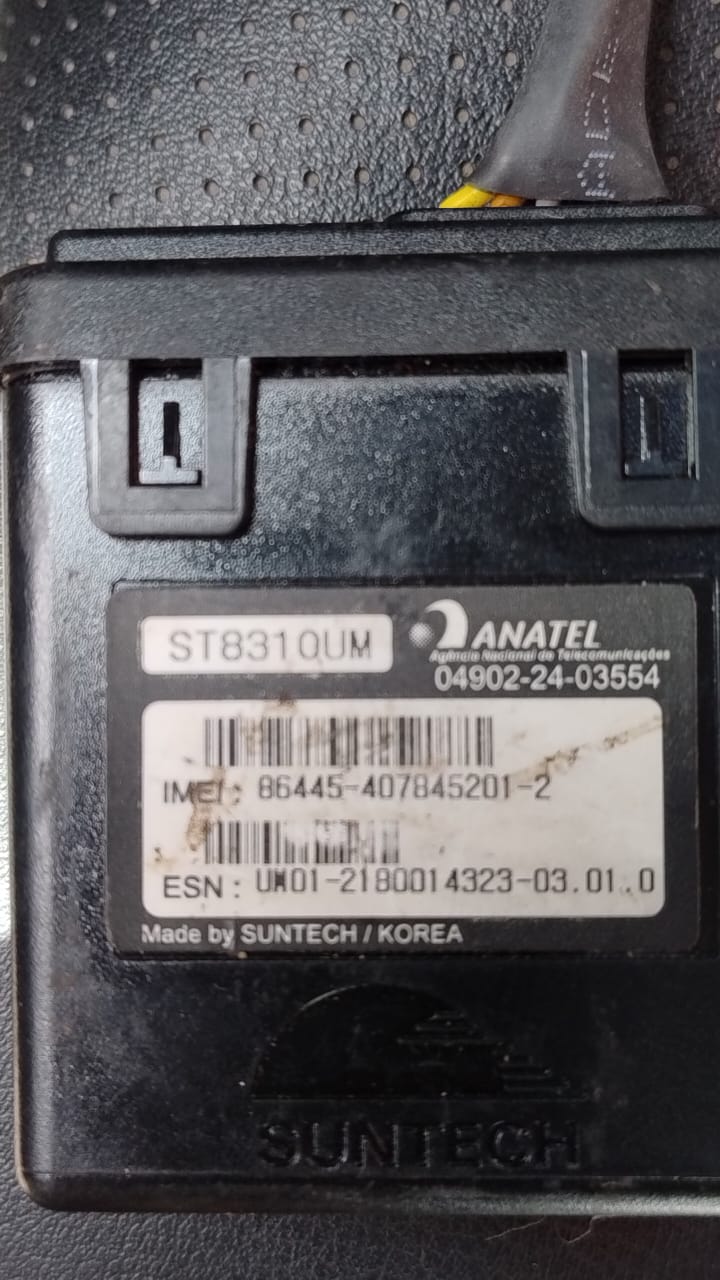 ST8310UM
ANATEL
Agência Nacional de Telecomunicações
04902-24-03554
IMEI: 86445-407845201-2
ESN: UM01-2180014323-03.01.0
Made by SUNTECH / KOREA
SUNTECH